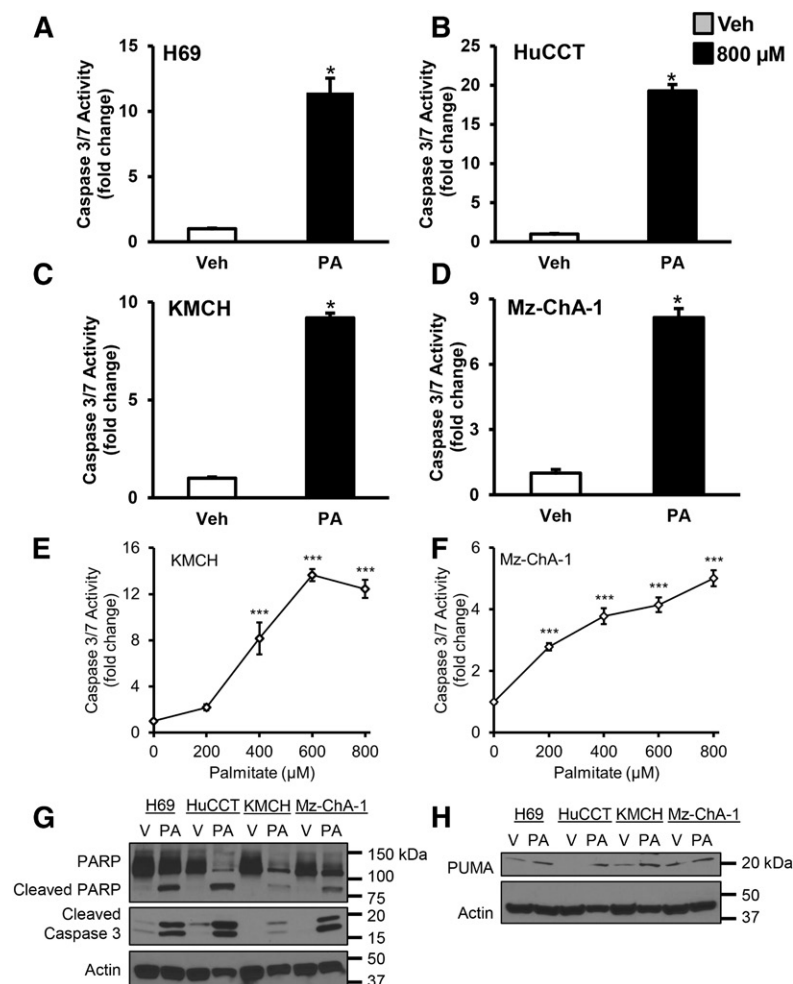 A
H69
Caspase 3/7 Activity
(fold change)
15
10
5
0
*
Veh
PA
B
HuCCT
Veh
800 μM
Caspase 3/7 Activity
(fold change)
25
20
15
10
5
0
*
Veh
PA
C
KMCH
Caspase 3/7 Activity
(fold change)
10
5
0
*
Veh
PA
D
Mz-ChA-1
Caspase 3/7 Activity
(fold change)
9
6
3
0
*
Veh
PA
E
KMCH
Caspase 3/7 Activity
(fold change)
16
12
8
4
0
***
***
***
0 200 400 600 800
Palmitate (μM)
F
Mz-ChA-1
Caspase 3/7 Activity
(fold change)
6
4
2
0
***
***
***
***
0 200 400 600 800
Palmitate (μM)
G
H69 HuCCT KMCH Mz-ChA-1
V PA V PA V PA V PA
PARP
Cleaved PARP
150 kDa
100
75
Cleaved
Caspase 3
20
15
Actin
50
37
H
H69 HuCCT KMCH Mz-ChA-1
V PA V PA V PA V PA
PUMA
20 kDa
Actin
50
37